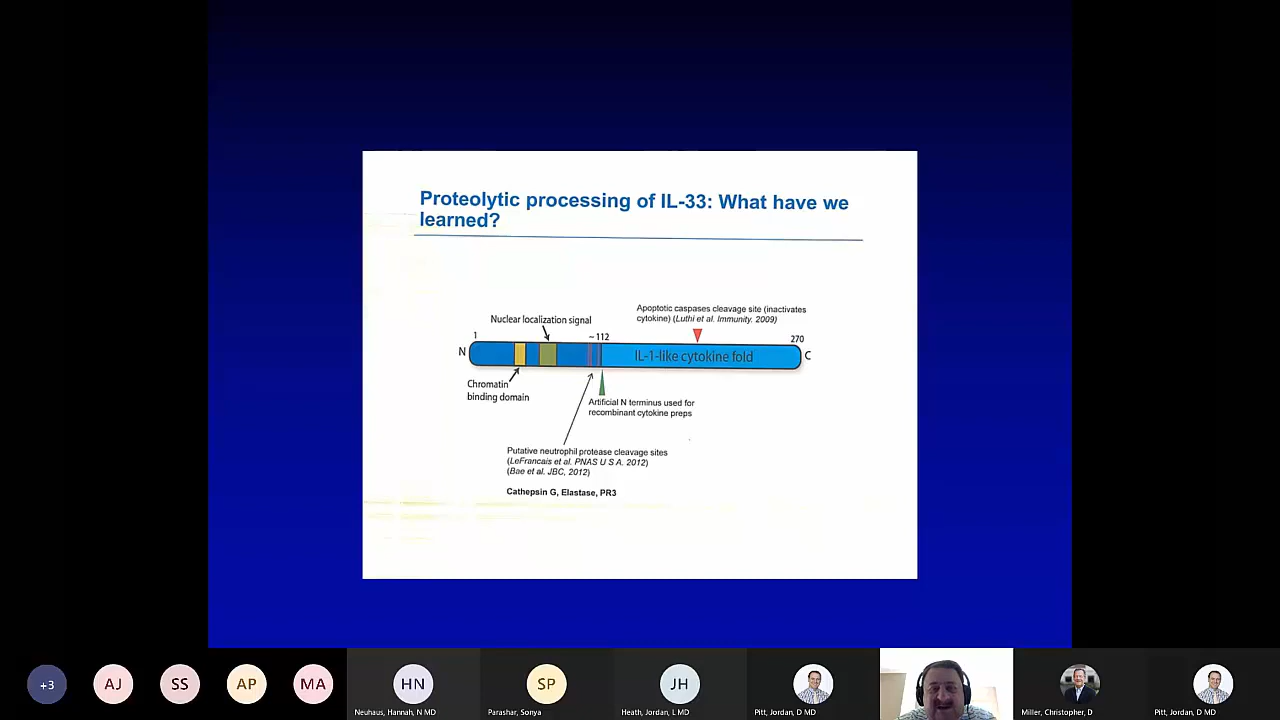 Proteolytic processing of IL-33: What have we
learned?
Apoptotic caspases cleavage site (inactivates
cytokine) (Luthi et al. Immunity. 2009)
Nuclear localization signal
1
~112
270
N
IL-1-like cytokine fold
C
Chromatin
binding domain
Artificial N terminus used for
recombinant cytokine preps
Putative neutrophil protease cleavage sites
(LeFrancais et al. PNAS U S A. 2012)
(Bae et al. JBC, 2012)
Cathepsin G, Elastase, PR3
+3
AJ
SS
AP
MA
HN
SP
JH
Neuhaus, Hannah, N MD
Parashar, Sonya
Heath, Jordan, L MD
Pitt, Jordan, D MD
Miller, Christopher, D
Pitt, Jordan, D MD